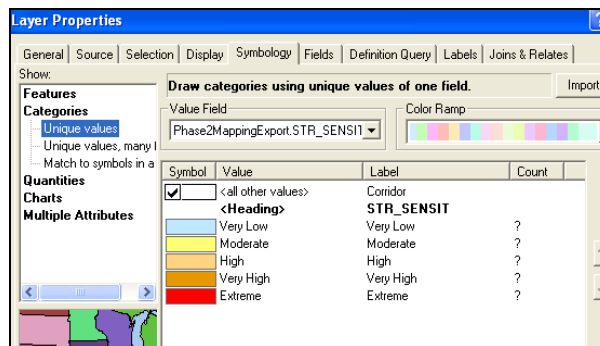 Layer Properties
General Source Selection Display Symbology Fields Definition Query Labels Joins & Relates
Show:
Features
Categories
Unique values
Unique values, many
Match to symbols in a
Quantities
Charts
Multiple Attributes
Draw categories using unique values of one field.
Import
Value Field
Phase2MappingExport.STR_SENSIT
Color Ramp
Symbol Value Label Count
<all other values> Corridor
<Heading> STR_SENSIT
Very Low Very Low ?
Moderate Moderate ?
High High ?
Very High Very High ?
Extreme Extreme ?